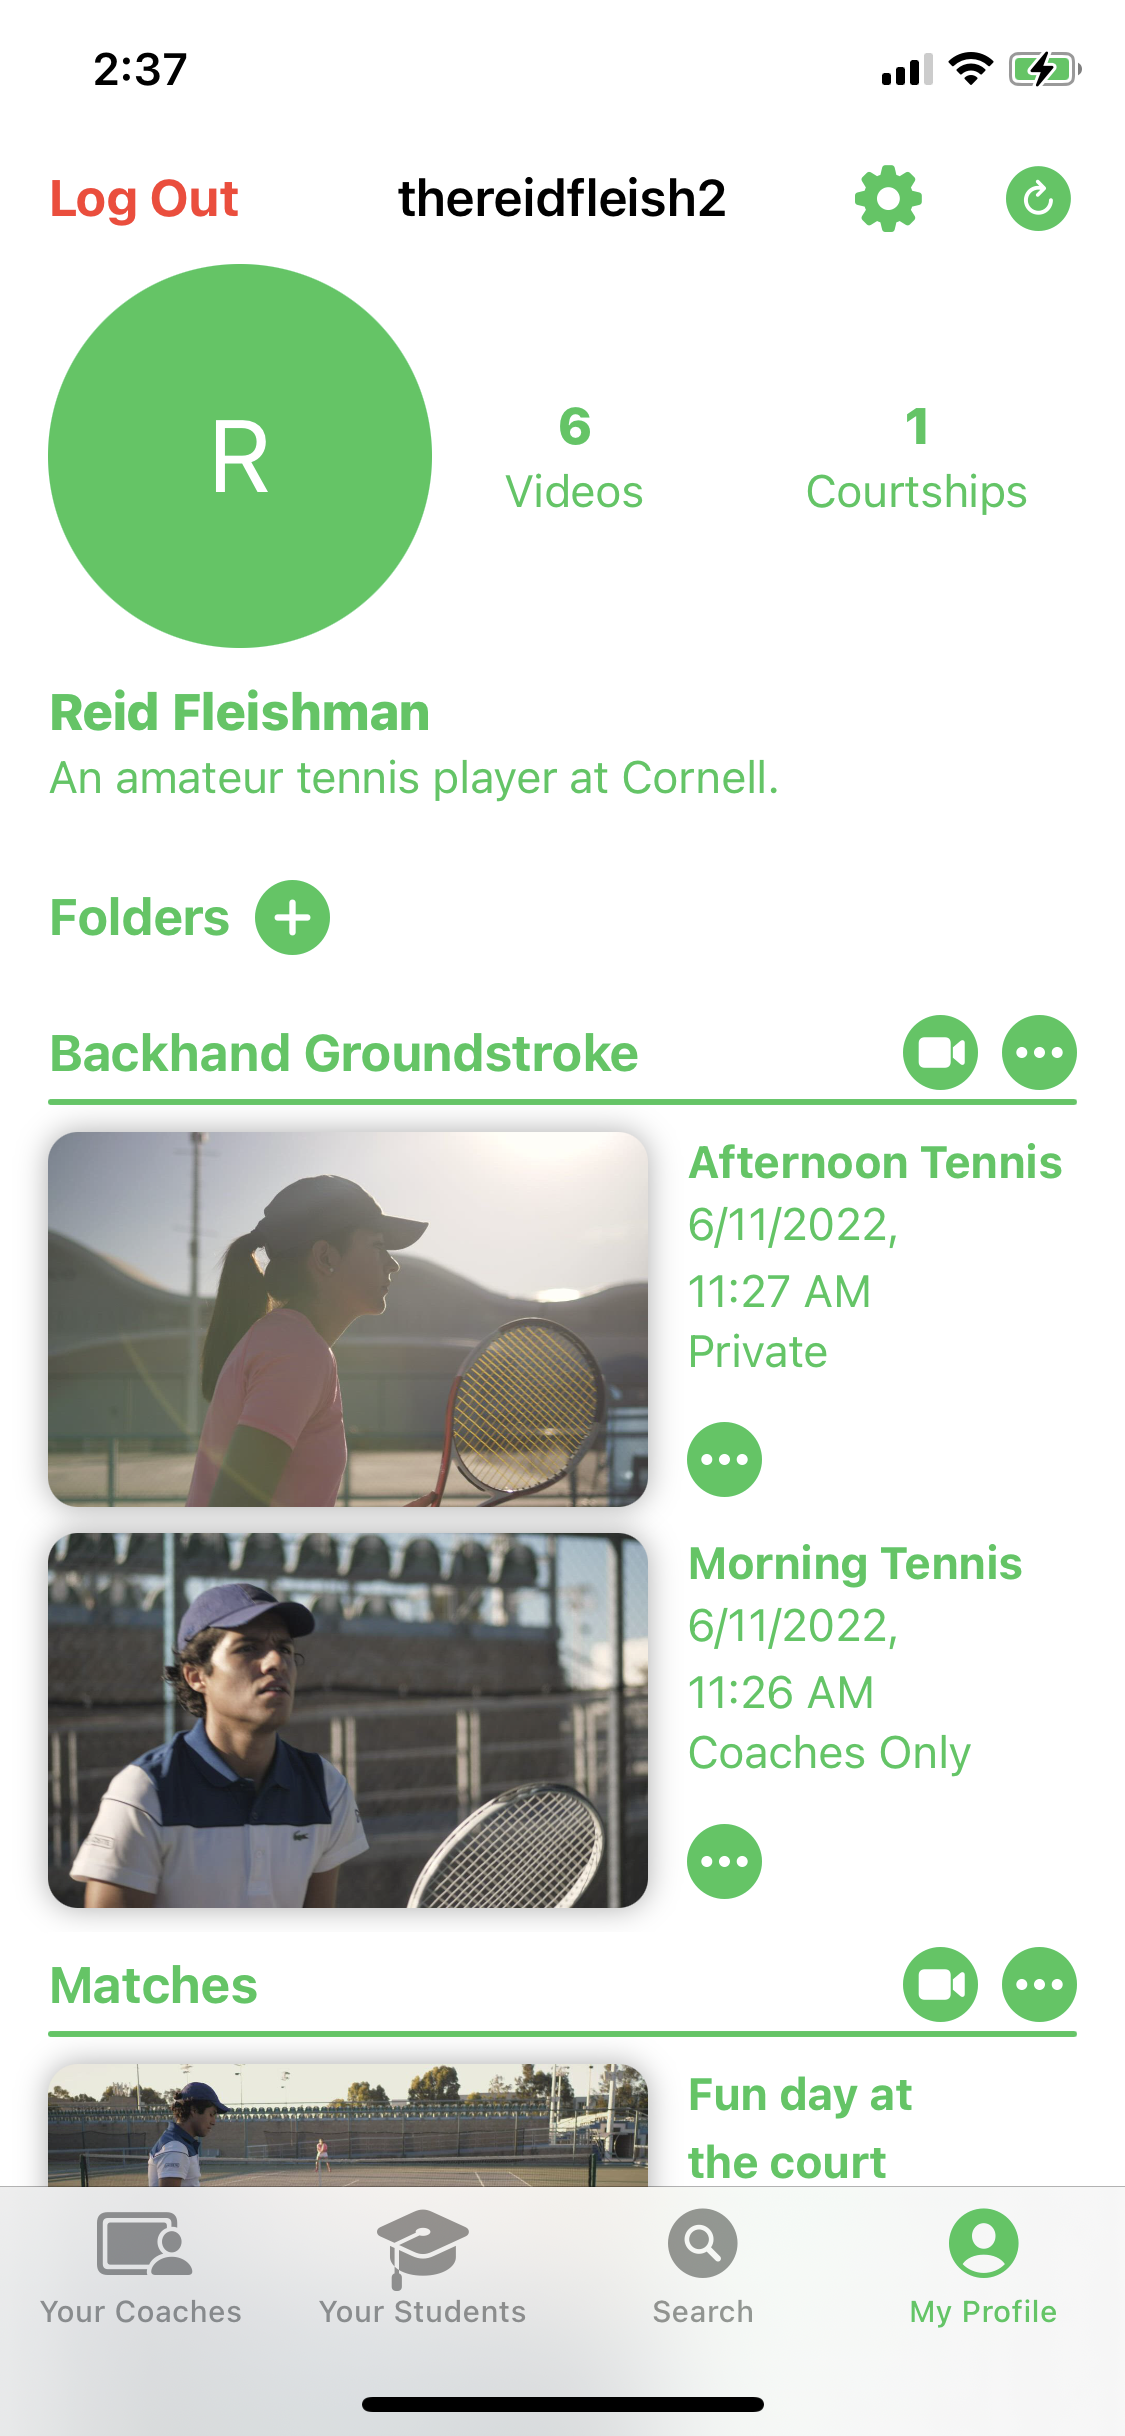 2:37
Log Out
thereidfleish2
R
6
Videos
1
Courtships
Reid Fleishman
An amateur tennis player at Cornell.
Folders
Backhand Groundstroke
Afternoon Tennis
6/11/2022,
11:27 AM
Private
Morning Tennis
6/11/2022,
11:26 AM
Coaches Only
Matches
Fun day at
the court
Your Coaches
Your Students
Search
My Profile